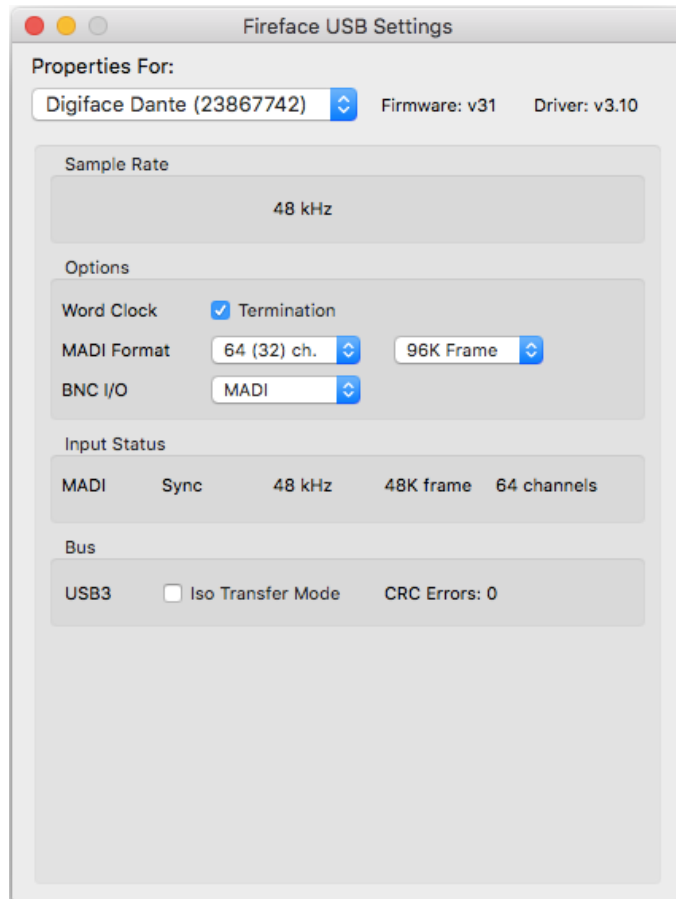 Fireface USB Settings
Properties For:
Digiface Dante (23867742) Firmware: v31 Driver: v3.10
Sample Rate
48 kHz
Options
Word Clock Termination
MADI Format 64 (32) ch. 96K Frame
BNC I/O MADI
Input Status
MADI Sync 48 kHz 48K frame 64 channels
Bus
USB3 Iso Transfer Mode CRC Errors: 0